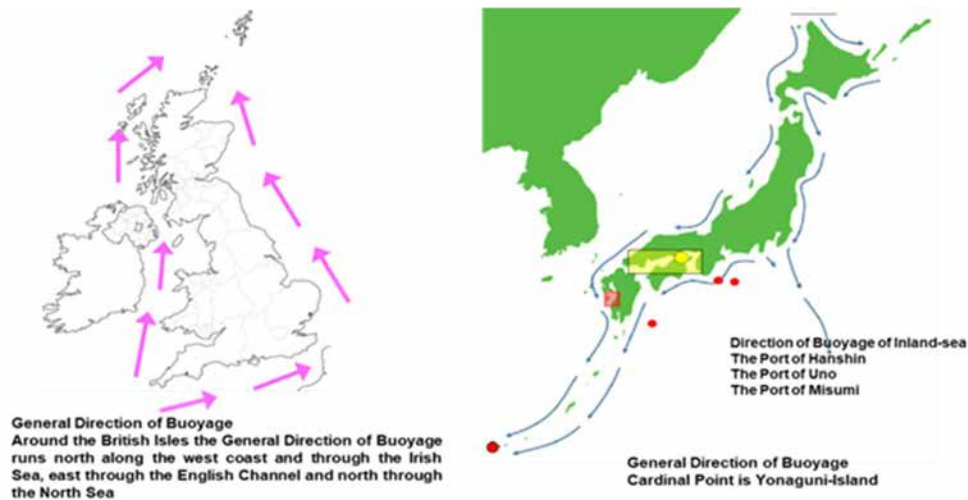 General Direction of Buoyage
Around the British Isles the General Direction of Buoyage
runs north along the west coast and through the Irish
Sea, east through the English Channel and north through
the North Sea
Direction of Buoyage of Inland-sea
The Port of Hanshin
The Port of Uno
The Port of Misumi
General Direction of Buoyage
Cardinal Point is Yonaguni-Island